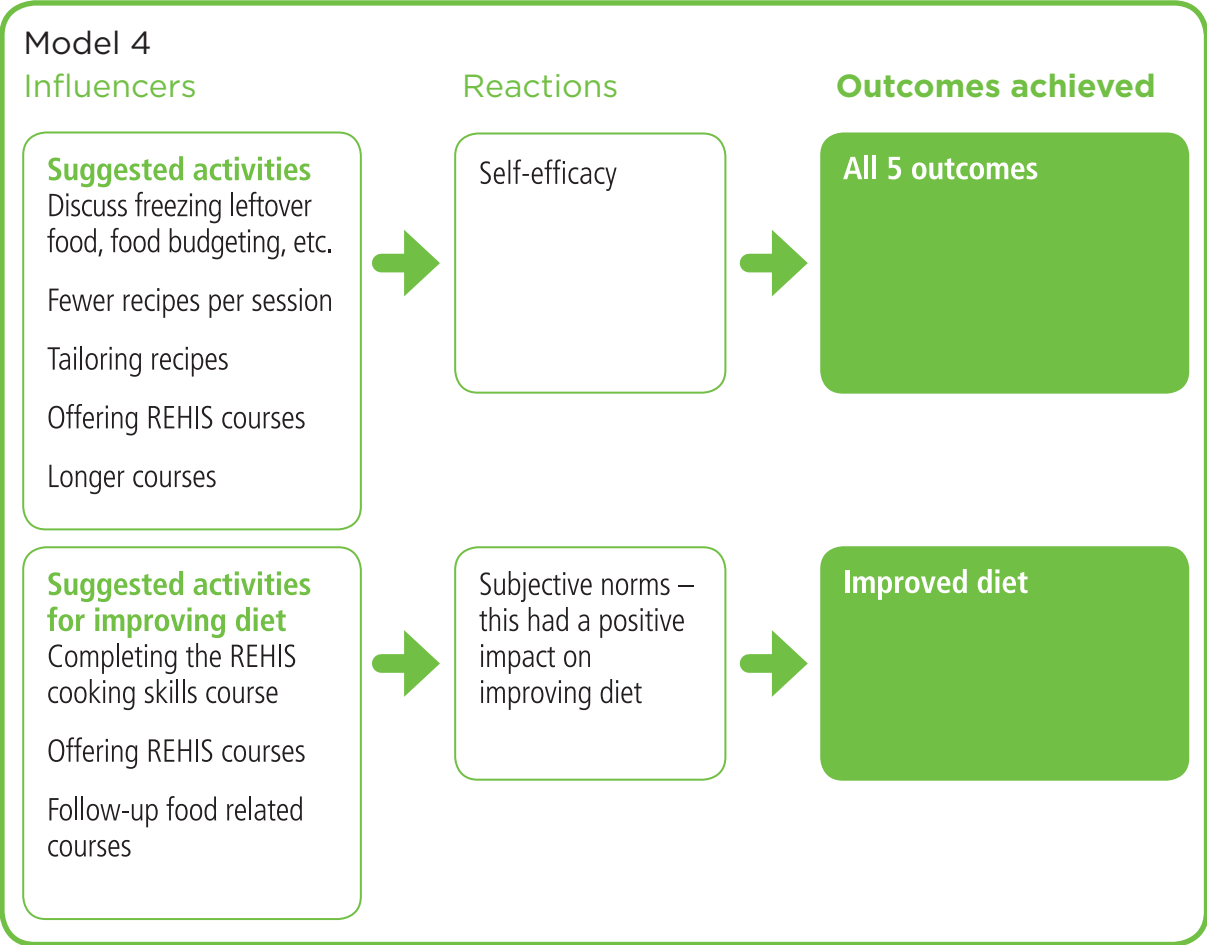 Model 4
Influencers
Reactions
Outcomes achieved
Suggested activities
Discuss freezing leftover
food, food budgeting, etc.
Fewer recipes per session
Tailoring recipes
Offering REHIS courses
Longer courses
Self-efficacy
All 5 outcomes
Suggested activities
for improving diet
Completing the REHIS
cooking skills course
Offering REHIS courses
Follow-up food related
courses
Subjective norms –
this had a positive
impact on
improving diet
Improved diet